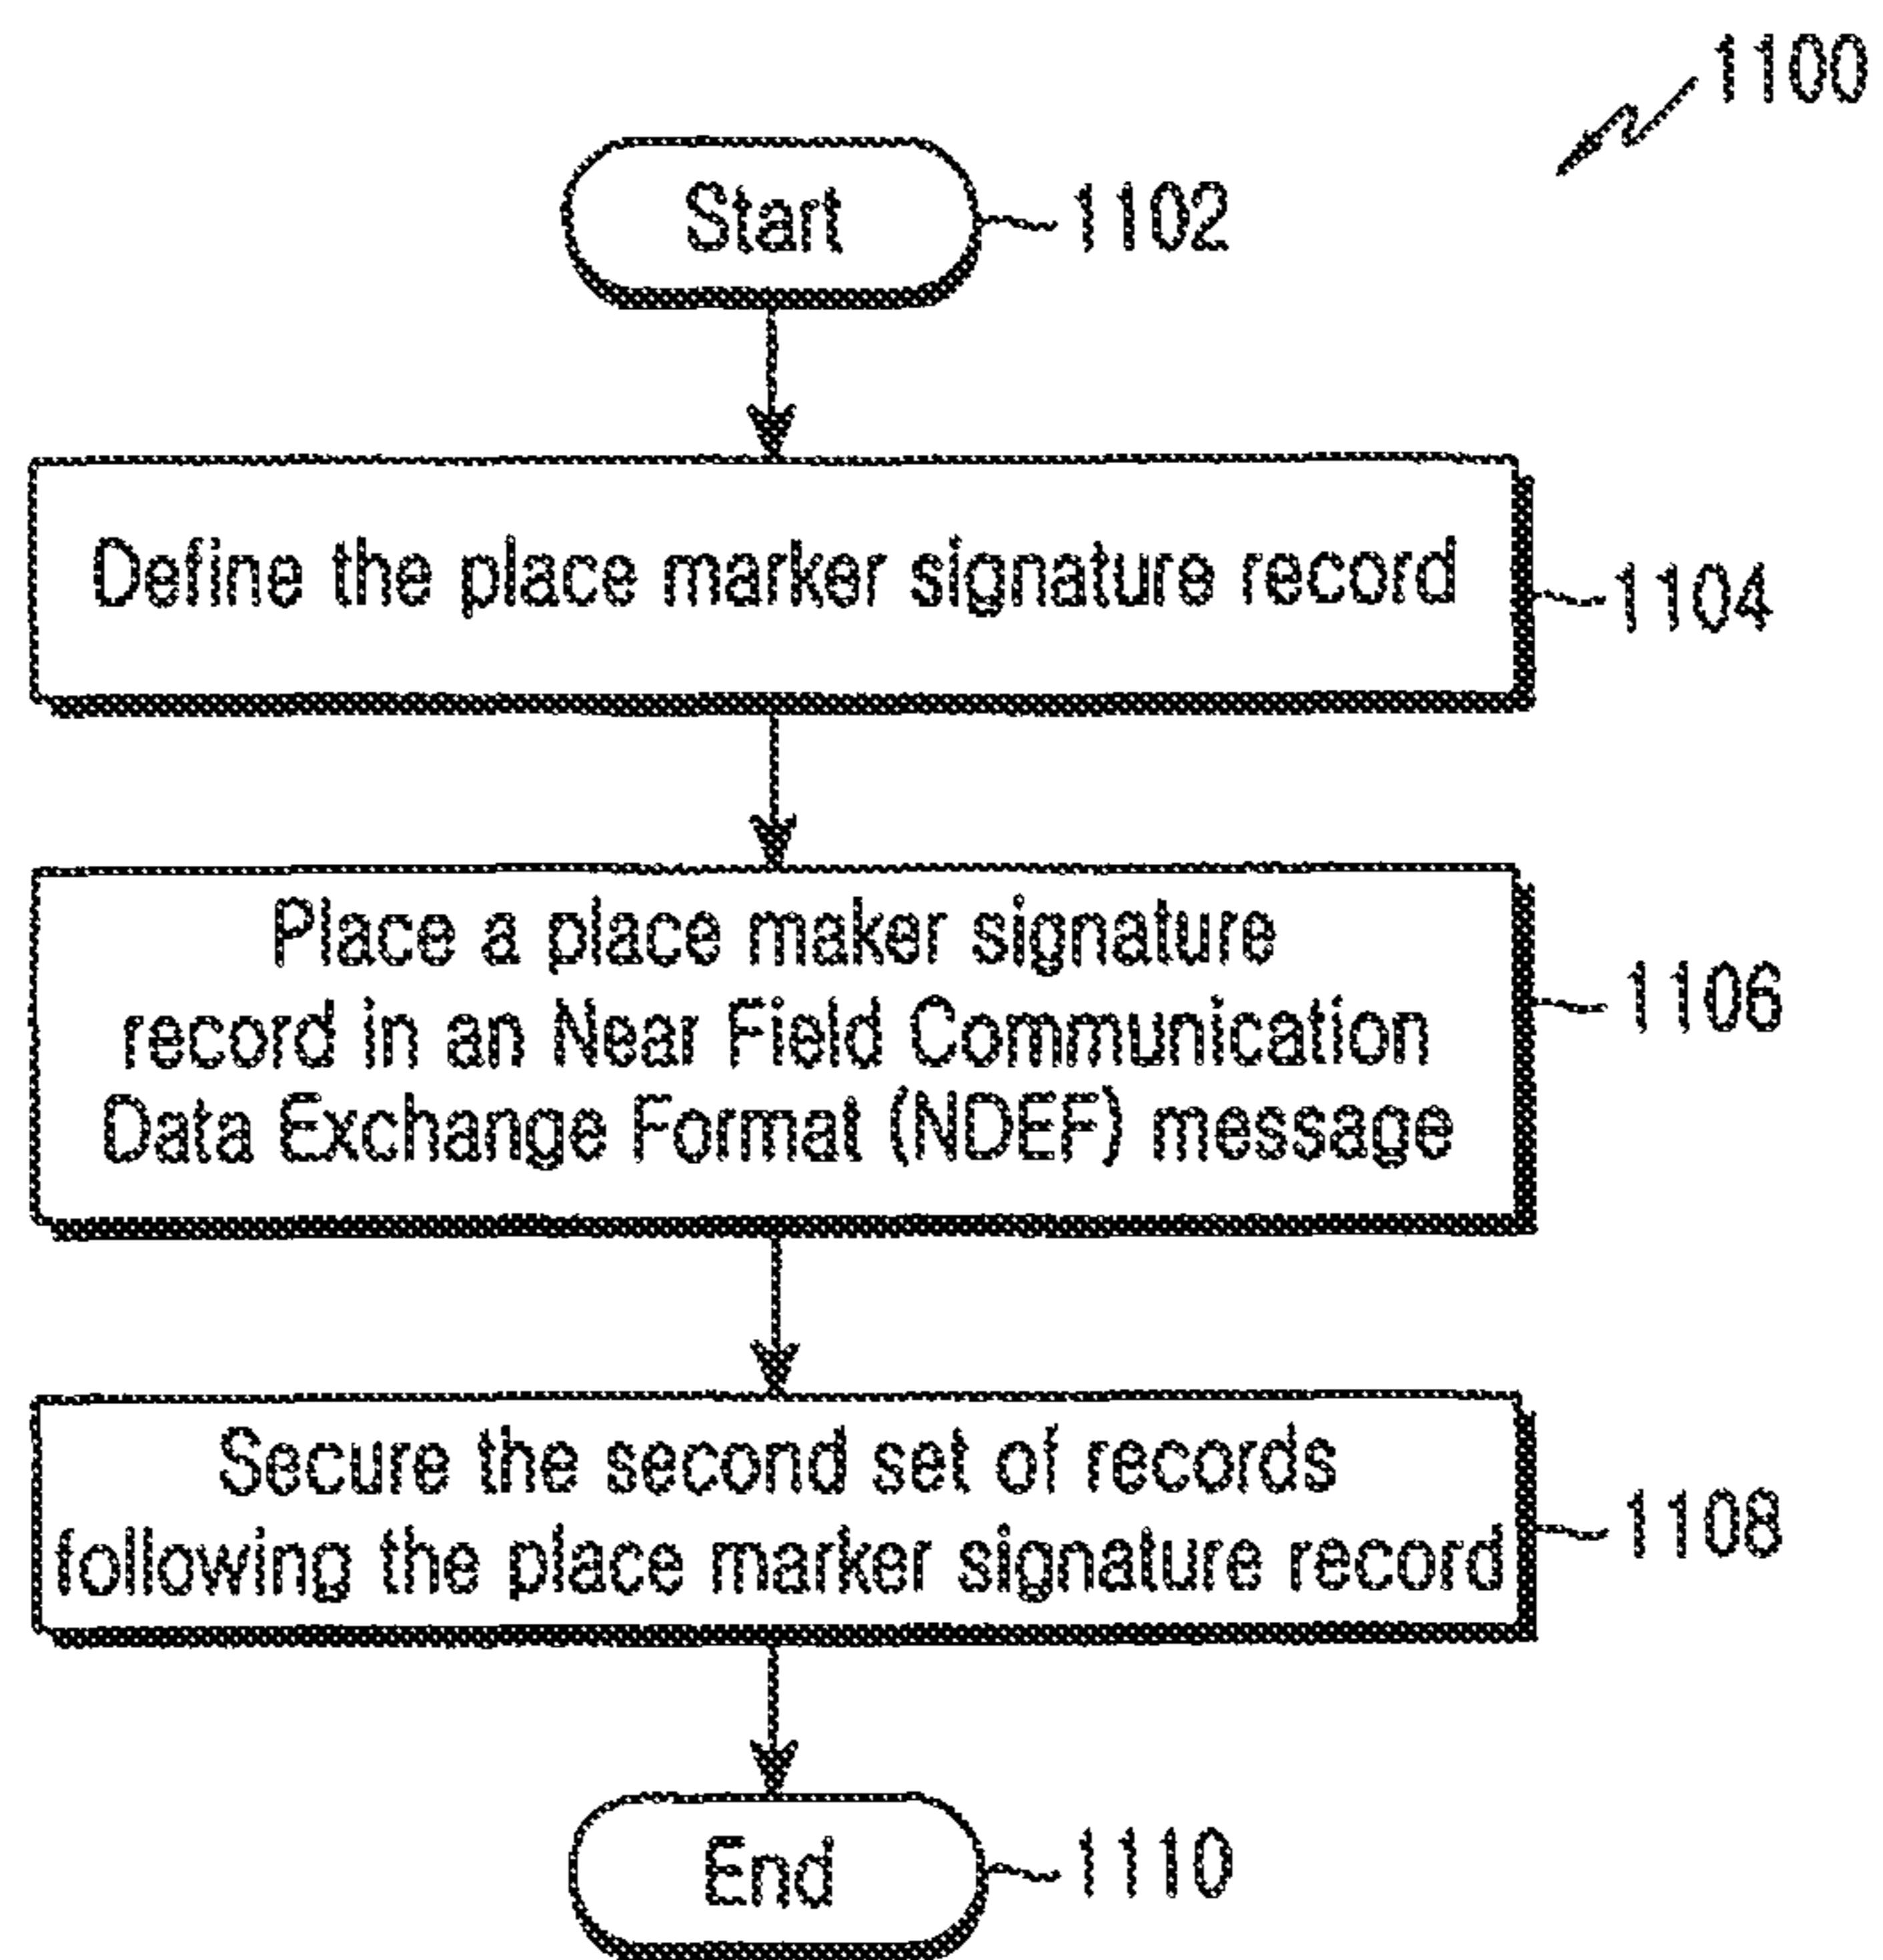 1100
Start
1102
Define the place marker signature record
1104
Place a place maker signature
record in an Near Field Communication
Data Exchange Format (NDEF) message
1106
Secure the second set of records
following the place marker signature record
1108
End
1110